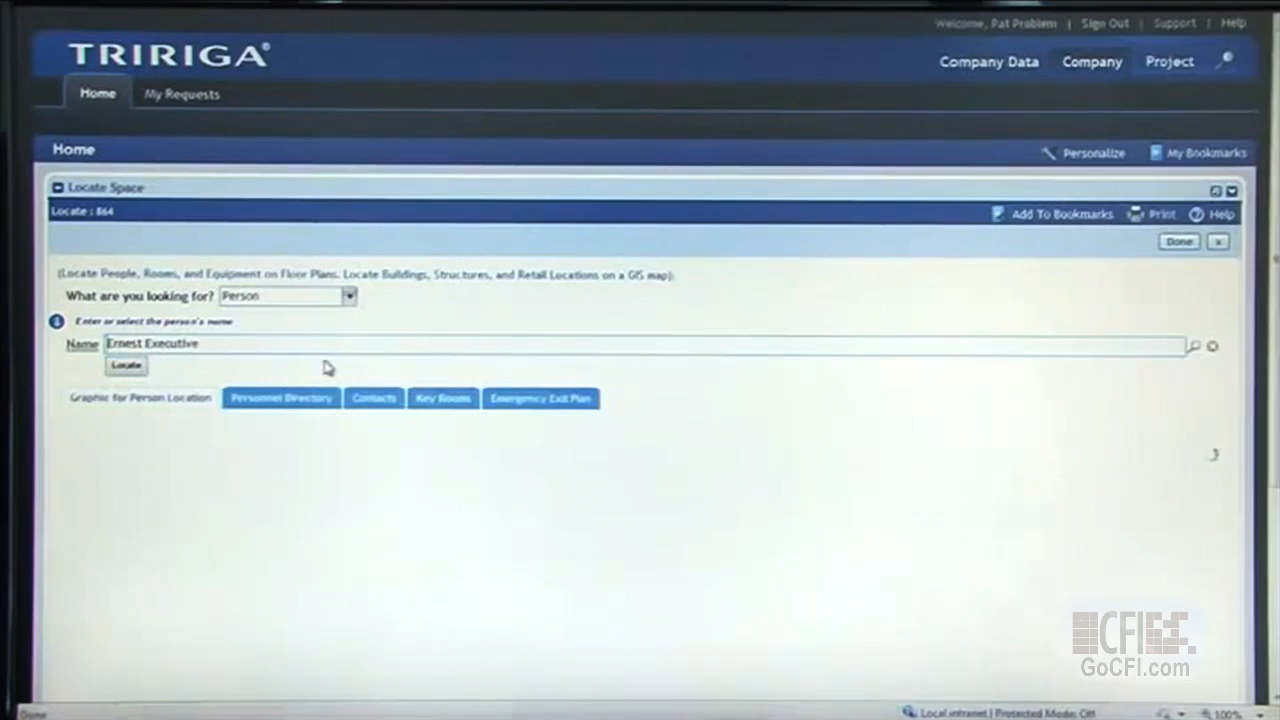 Welcome, Pat Problem | Sign Out | Support | Help
TRIRIGA®
Company Data Company Project
Home My Requests
Home
Personalize My Bookmarks
Locate Space
Locate : 864
Add To Bookmarks Print Help
Done x
(Locate People, Rooms, and Equipment on Floor Plans. Locate Buildings, Structures, and Retail Locations on a GIS map).
What are you looking for? Person
Enter or select the person's name
Name Ernest Executive
Locate
Graphic for Person Location Personnel Directory Contacts Key Rooms Emergency Exit Plan
CFI
GoCFI.com
Done
Local intranet | Protected Mode: Off
100%